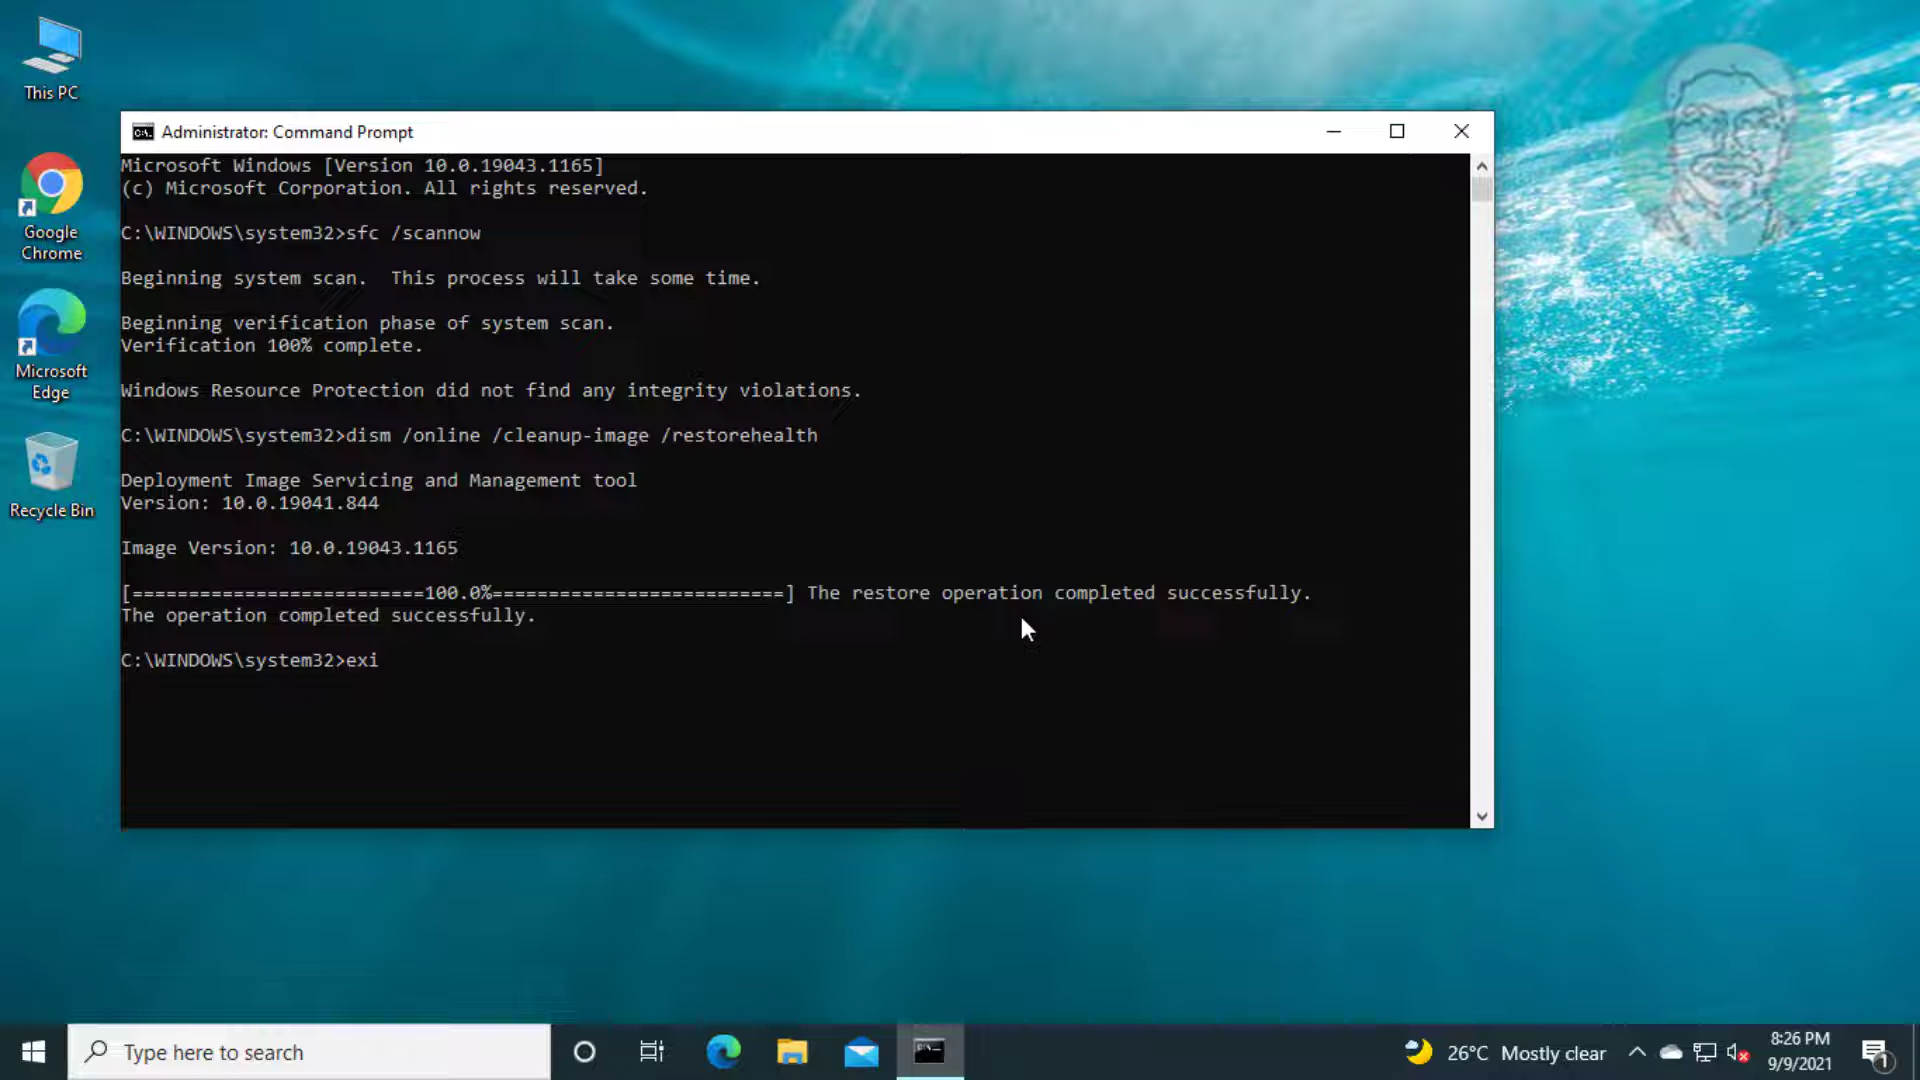 This PC
Google
Chrome
Microsoft
Edge
Recycle Bin
Administrator: Command Prompt
Microsoft Windows [Version 10.0.19043.1165]
(c) Microsoft Corporation. All rights reserved.
C:\WINDOWS\system32>sfc /scannow
Beginning system scan.  This process will take some time.
Beginning verification phase of system scan.
Verification 100% complete.
Windows Resource Protection did not find any integrity violations.
C:\WINDOWS\system32>dism /online /cleanup-image /restorehealth
Deployment Image Servicing and Management tool
Version: 10.0.19041.844
Image Version: 10.0.19043.1165
[==========================100.0%==========================] The restore operation completed successfully.
The operation completed successfully.
C:\WINDOWS\system32>exi
Type here to search
26°C Mostly clear
8:26 PM
9/9/2021
1